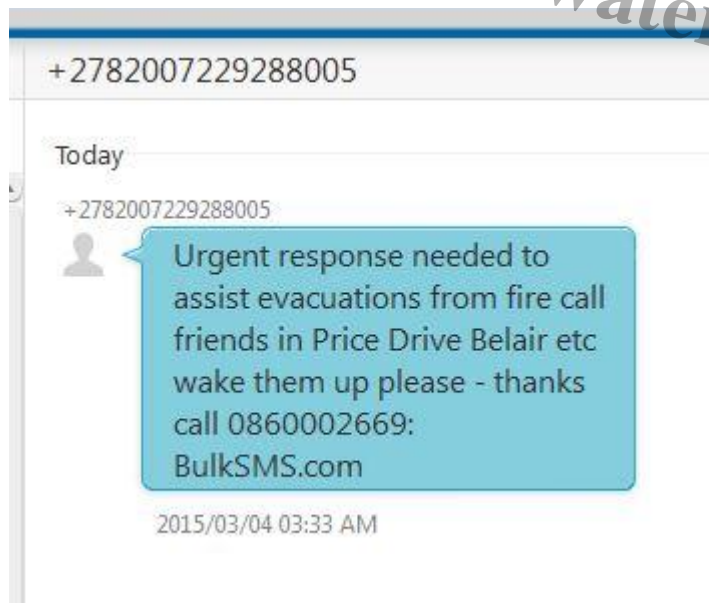 +2782007229288005
Today
+2782007229288005
Urgent response needed to
assist evacuations from fire call
friends in Price Drive Belair etc
wake them up please - thanks
call 0860002669:
BulkSMS.com
2015/03/04 03:33 AM